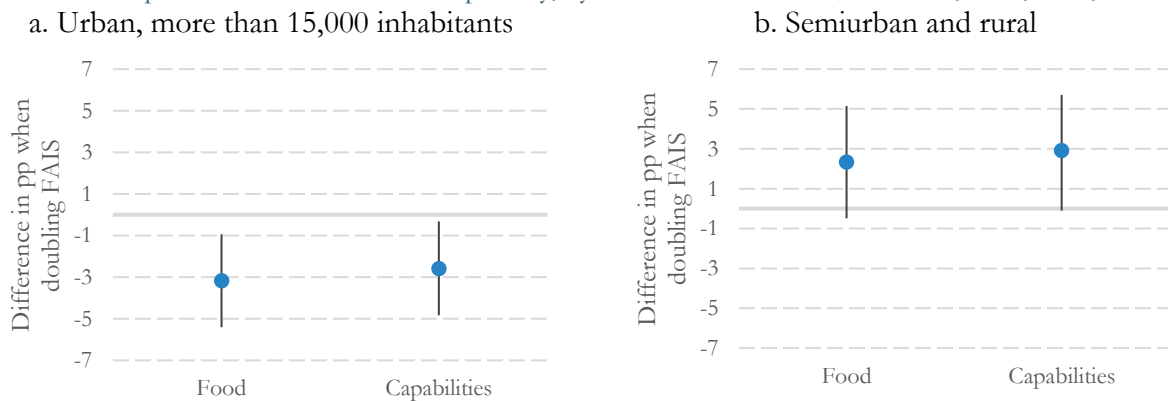 a. Urban, more than 15,000 inhabitants
Difference in pp when
doubling FAIS
7
5
3
1
-1
-3
-5
-7
Food
Capabilities
b. Semiurban and rural
Difference in pp when
doubling FAIS
7
5
3
1
-1
-3
-5
-7
Food
Capabilities